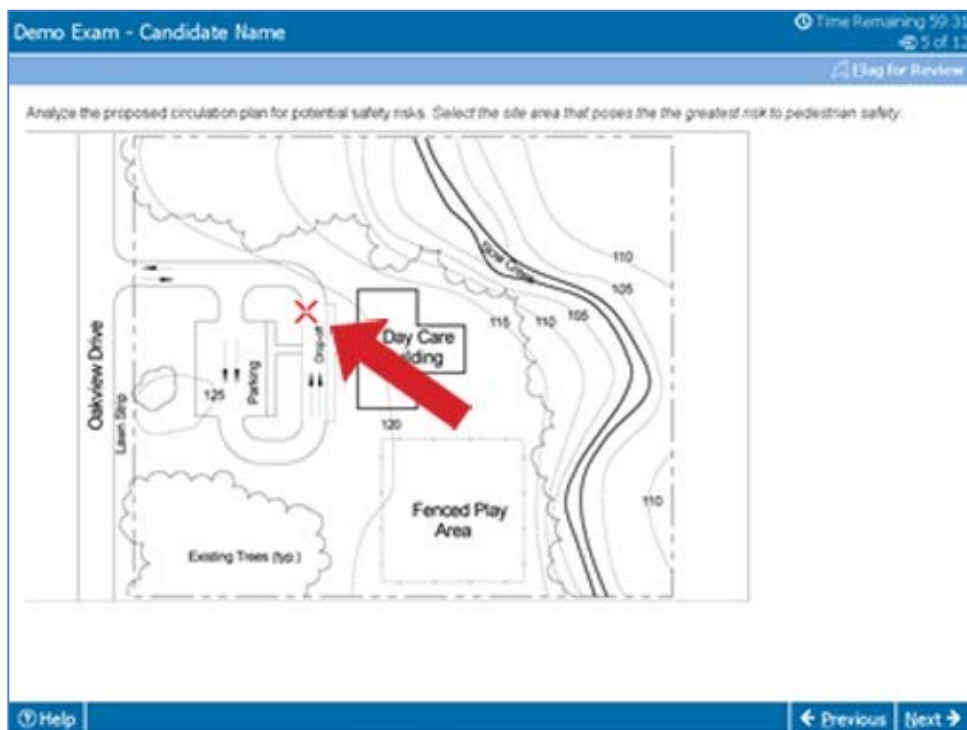 Demo Exam - Candidate Name
Time Remaining 59:31
5 of 12
Flag for Review
Analyze the proposed circulation plan for potential safety risks. Select the site area that poses the the greatest risk to pedestrian safety.
110
105
115
110
105
Day Care
Drop-off
Parking
125
Oakview Drive
Lawn Strip
120
110
Fenced Play
Area
Existing Trees (typ.)
Help
Previous
Next